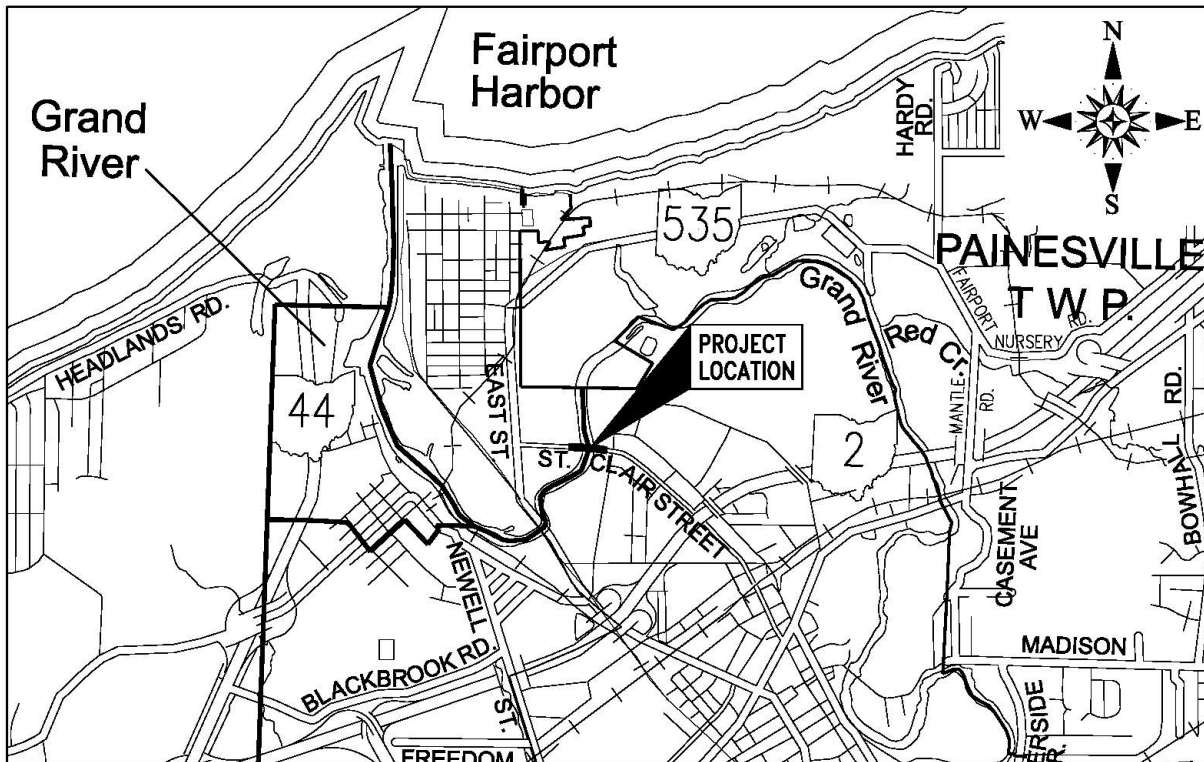 Fairport
Harbor
Grand
River
N
W
E
S
HARDY
RD.
535
PAINESVILLE
TWP.
HEADLANDS RD.
Grand River
Red Cr.
FAIRPORT
NURSERY RD.
PROJECT
LOCATION
EAST ST
44
MANTLE
RD.
2
ST. CLAIR STREET
BOWHALL RD.
CASEMENT
AVE
NEWELL ST.
BLACKBROOK RD.
MADISON
FREEDOM
ERSIDE
R.